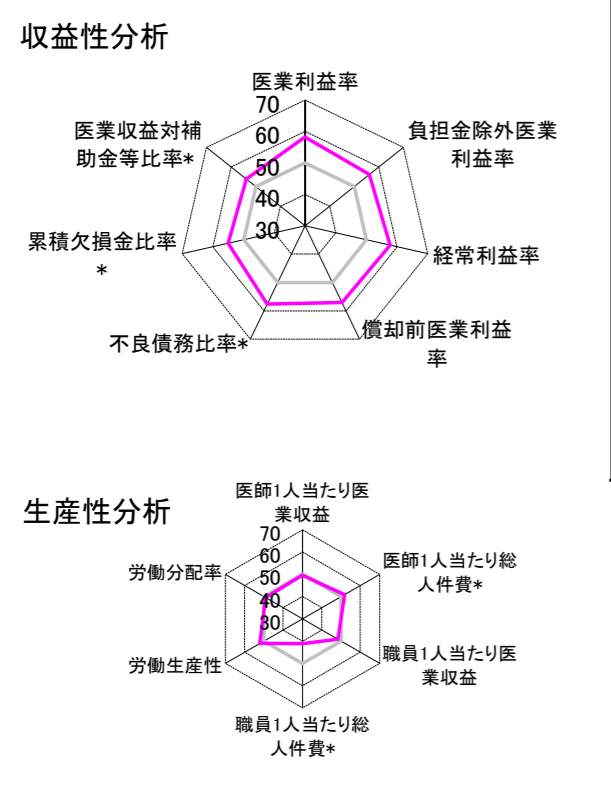 収益性分析
医業利益率
70
60
50
40
30
負担金除外医業
利益率
経常利益率
償却前医業利益
率
不良債務比率*
累積欠損金比率
*
医業収益対補
助金等比率*
生産性分析
医師1人当たり医
業収益
70
60
50
40
30
医師1人当たり総
人件費*
職員1人当たり医
業収益
職員1人当たり総
人件費*
労働生産性
労働分配率